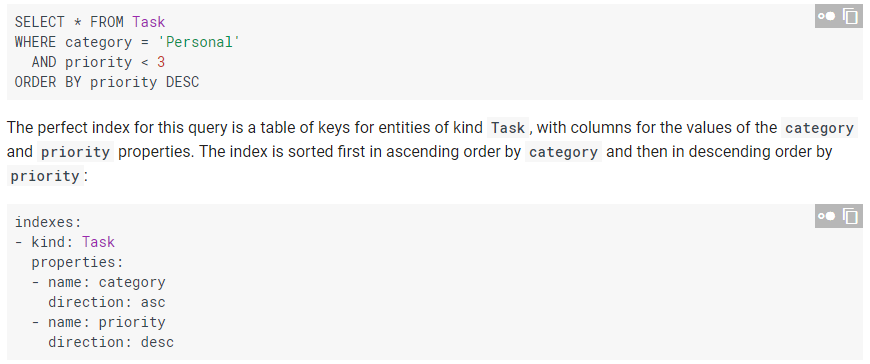 SELECT * FROM Task
WHERE category = 'Personal'
  AND priority < 3
ORDER BY priority DESC
The perfect index for this query is a table of keys for entities of kind Task, with columns for the values of the category
and priority properties. The index is sorted first in ascending order by category and then in descending order by
priority:
indexes:
- kind: Task
  properties:
  - name: category
    direction: asc
  - name: priority
    direction: desc